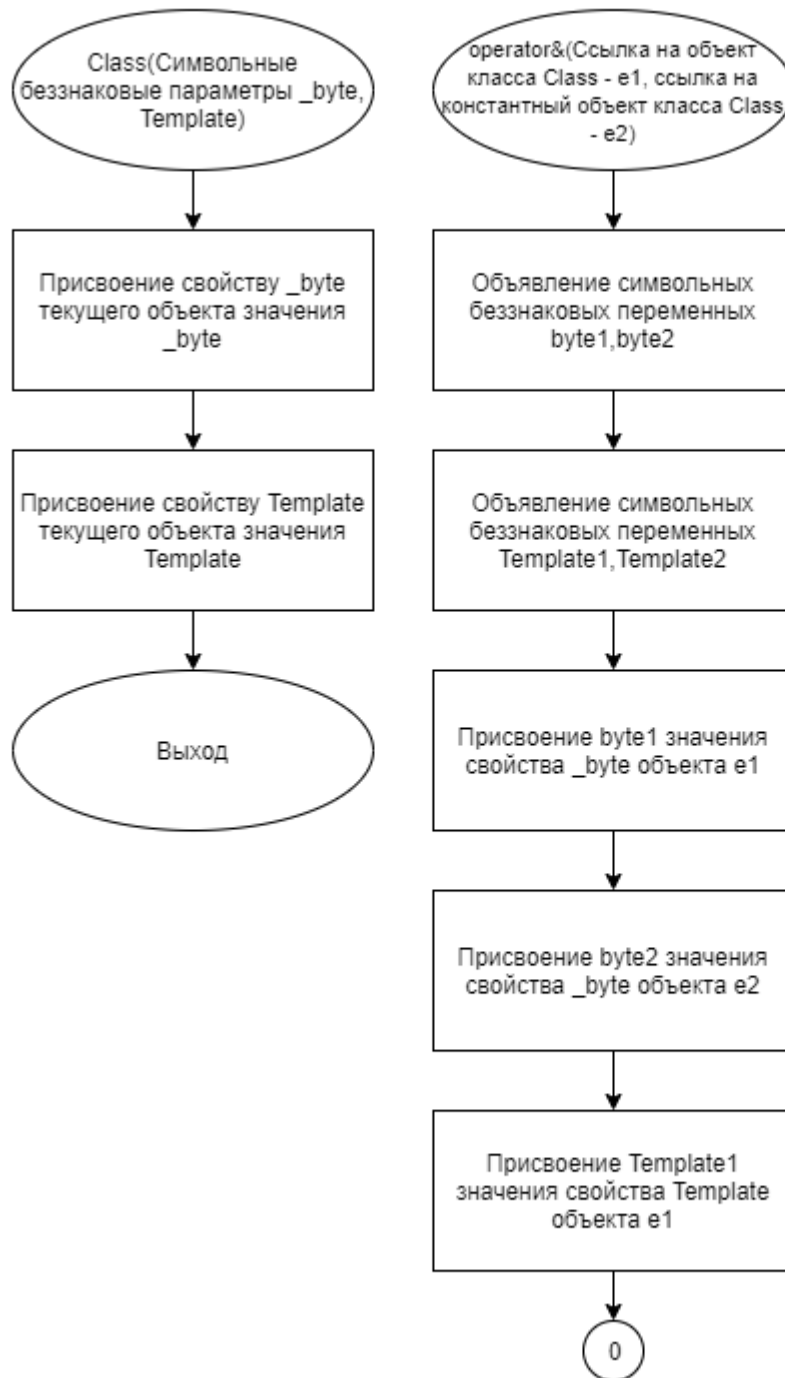 Class(Символьные
беззнаковые параметры _byte,
Template)
Присвоение свойству _byte
текущего объекта значения
_byte
Присвоение свойству Template
текущего объекта значения
Template
Выход
operator&(Ссылка на объект
класса Class - e1, ссылка на
константный объект класса Class
- e2)
Объявление символьных
беззнаковых переменных
byte1,byte2
Объявление символьных
беззнаковых переменных
Template1,Template2
Присвоение byte1 значения
свойства _byte объекта e1
Присвоение byte2 значения
свойства _byte объекта e2
Присвоение Template1
значения свойства Template
объекта e1
0